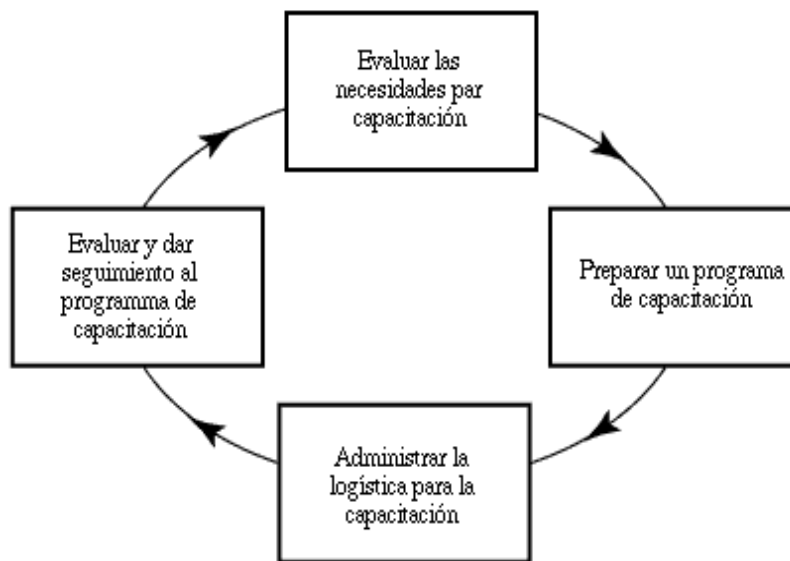 Evaluar las
necesidades par
capacitación
Preparar un programa
de capacitación
Administrar la
logística para la
capacitación
Evaluar y dar
seguimiento al
programma de
capacitación